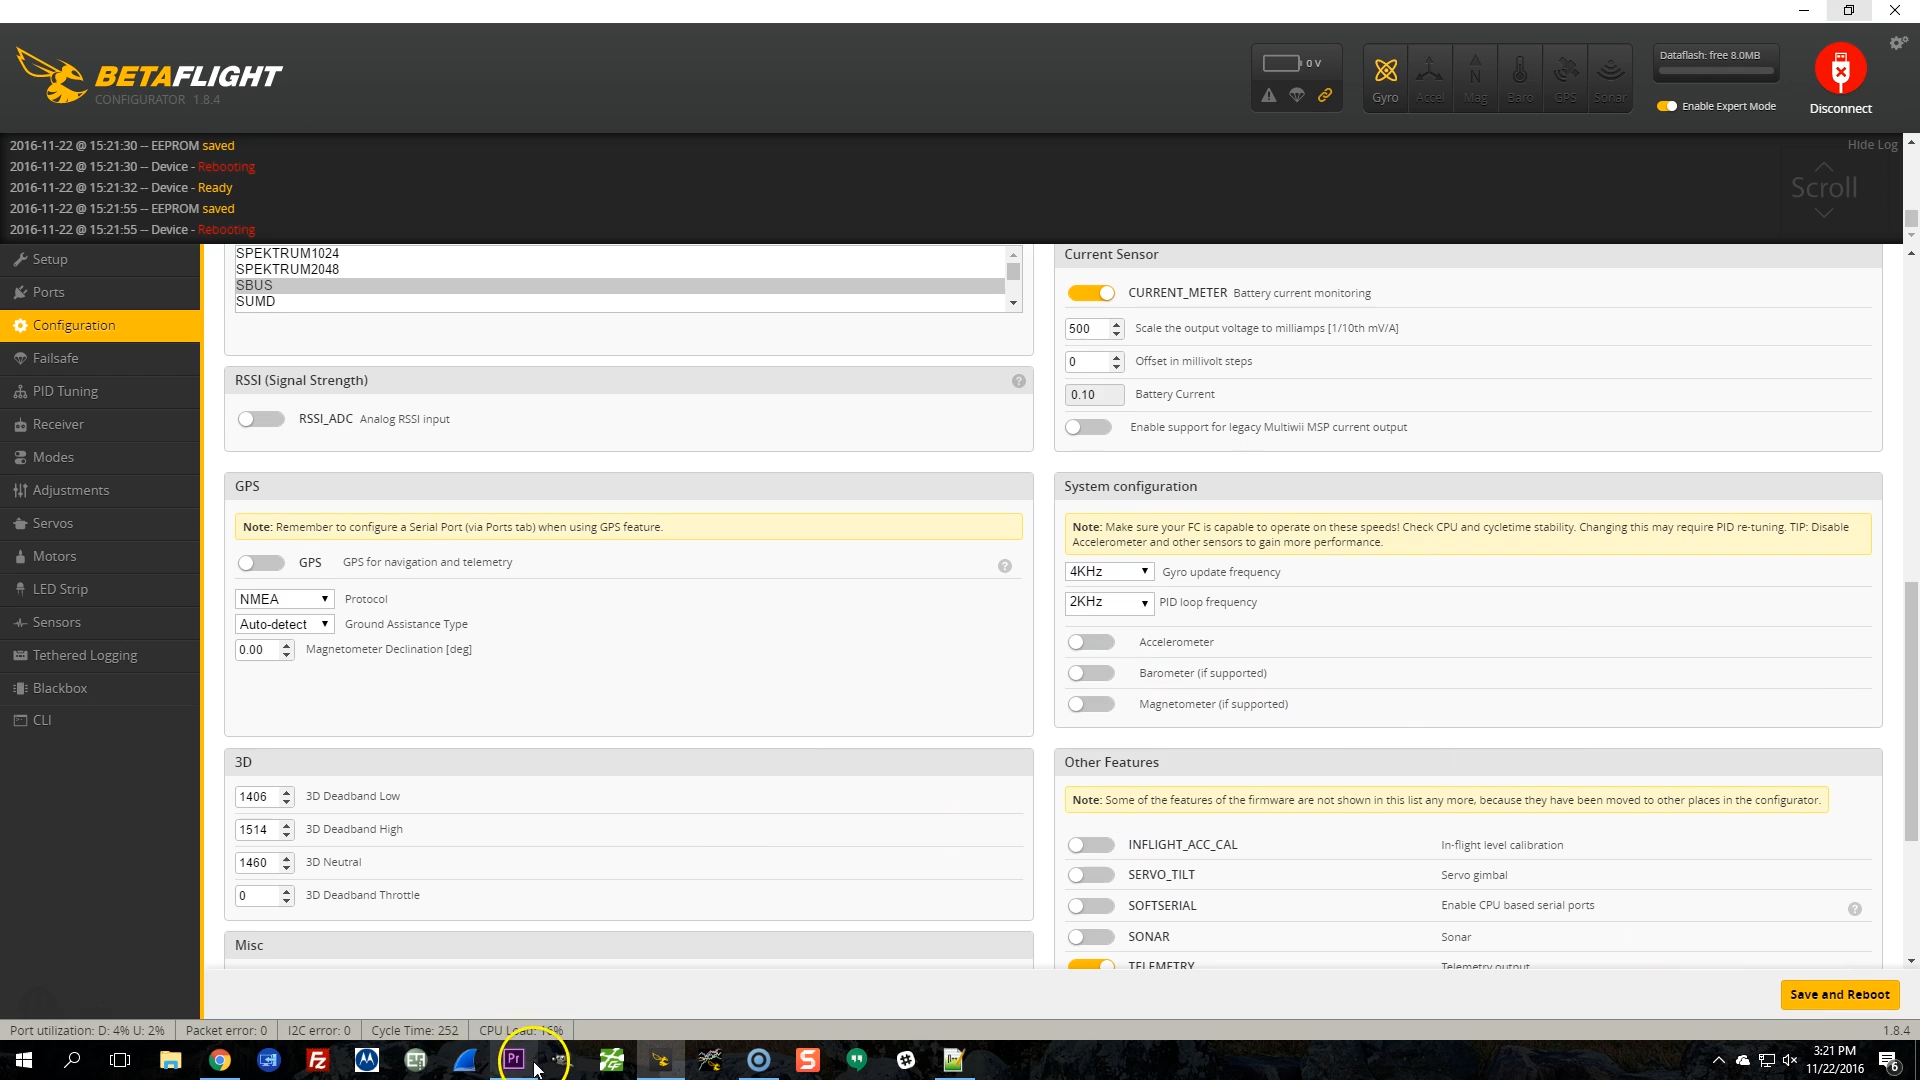 BETAFLIGHT
CONFIGURATOR 1.8.4
0 V
Gyro
Accel
Mag
Baro
GPS
Sonar
Dataflash: free 8.0MB
Enable Expert Mode
Disconnect
2016-11-22 @ 15:21:30 -- EEPROM saved
2016-11-22 @ 15:21:30 -- Device - Rebooting
2016-11-22 @ 15:21:32 -- Device - Ready
2016-11-22 @ 15:21:55 -- EEPROM saved
2016-11-22 @ 15:21:55 -- Device - Rebooting
Hide Log
Scroll
Setup
Ports
Configuration
Failsafe
PID Tuning
Receiver
Modes
Adjustments
Servos
Motors
LED Strip
Sensors
Tethered Logging
Blackbox
CLI
SPEKTRUM1024
SPEKTRUM2048
SBUS
SUMD
RSSI (Signal Strength)
RSSI_ADC Analog RSSI input
GPS
Note: Remember to configure a Serial Port (via Ports tab) when using GPS feature.
GPS GPS for navigation and telemetry
NMEA Protocol
Auto-detect Ground Assistance Type
0.00 Magnetometer Declination [deg]
3D
1406 3D Deadband Low
1514 3D Deadband High
1460 3D Neutral
0 3D Deadband Throttle
Misc
Current Sensor
CURRENT_METER Battery current monitoring
500 Scale the output voltage to milliamps [1/10th mV/A]
0 Offset in millivolt steps
0.10 Battery Current
Enable support for legacy Multiwii MSP current output
System configuration
Note: Make sure your FC is capable to operate on these speeds! Check CPU and cycletime stability. Changing this may require PID re-tuning. TIP: Disable
Accelerometer and other sensors to gain more performance.
4KHz Gyro update frequency
2KHz PID loop frequency
Accelerometer
Barometer (if supported)
Magnetometer (if supported)
Other Features
Note: Some of the features of the firmware are not shown in this list any more, because they have been moved to other places in the configurator.
INFLIGHT_ACC_CAL In-flight level calibration
SERVO_TILT Servo gimbal
SOFTSERIAL Enable CPU based serial ports
SONAR Sonar
TELEMETRY Telemetry output
Save and Reboot
Port utilization: D: 4% U: 2% Packet error: 0 I2C error: 0 Cycle Time: 252 CPU Load: 16% 1.8.4
Pr
3:21 PM
11/22/2016
6